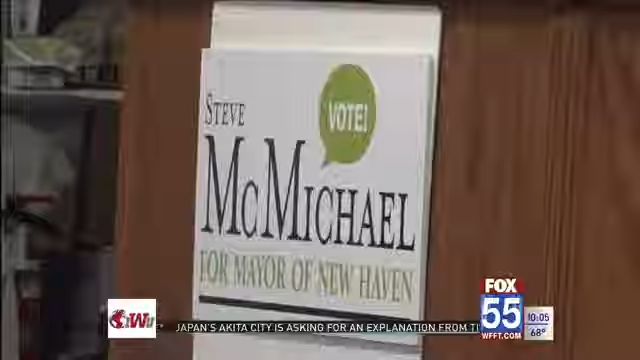 STEVE
VOTE!
MCMICHAEL
FOR MAYOR OF NEW HAVEN
FOX
55
WFFT.COM
10:05
68°
JAPAN'S AKITA CITY IS ASKING FOR AN EXPLANATION FROM